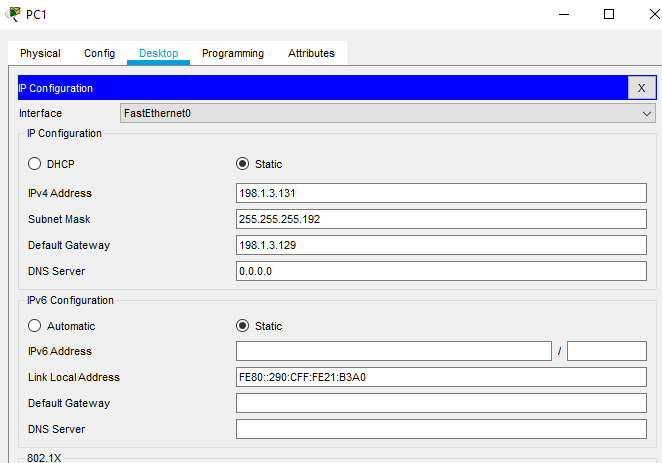 PC1
Physical Config Desktop Programming Attributes
IP Configuration X
Interface FastEthernet0
IP Configuration
DHCP Static
IPv4 Address 198.1.3.131
Subnet Mask 255.255.255.192
Default Gateway 198.1.3.129
DNS Server 0.0.0.0
IPv6 Configuration
Automatic Static
IPv6 Address /
Link Local Address FE80::290:CFF:FE21:B3A0
Default Gateway
DNS Server
802.1X